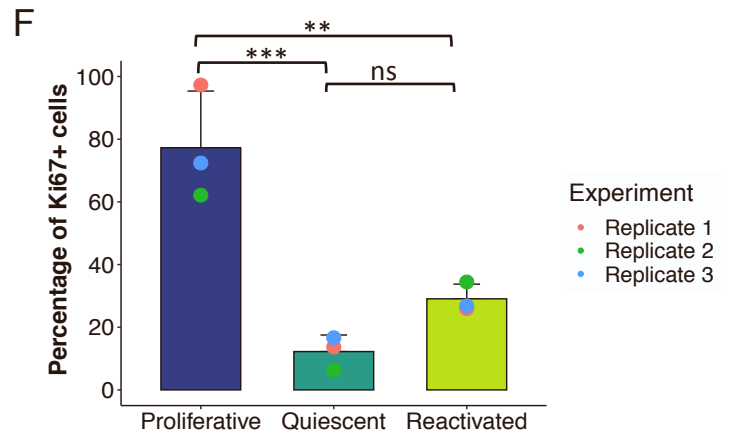 F
**
***
ns
Percentage of Ki67+ cells
100
80
60
40
20
0
Proliferative Quiescent Reactivated
Experiment
Replicate 1
Replicate 2
Replicate 3